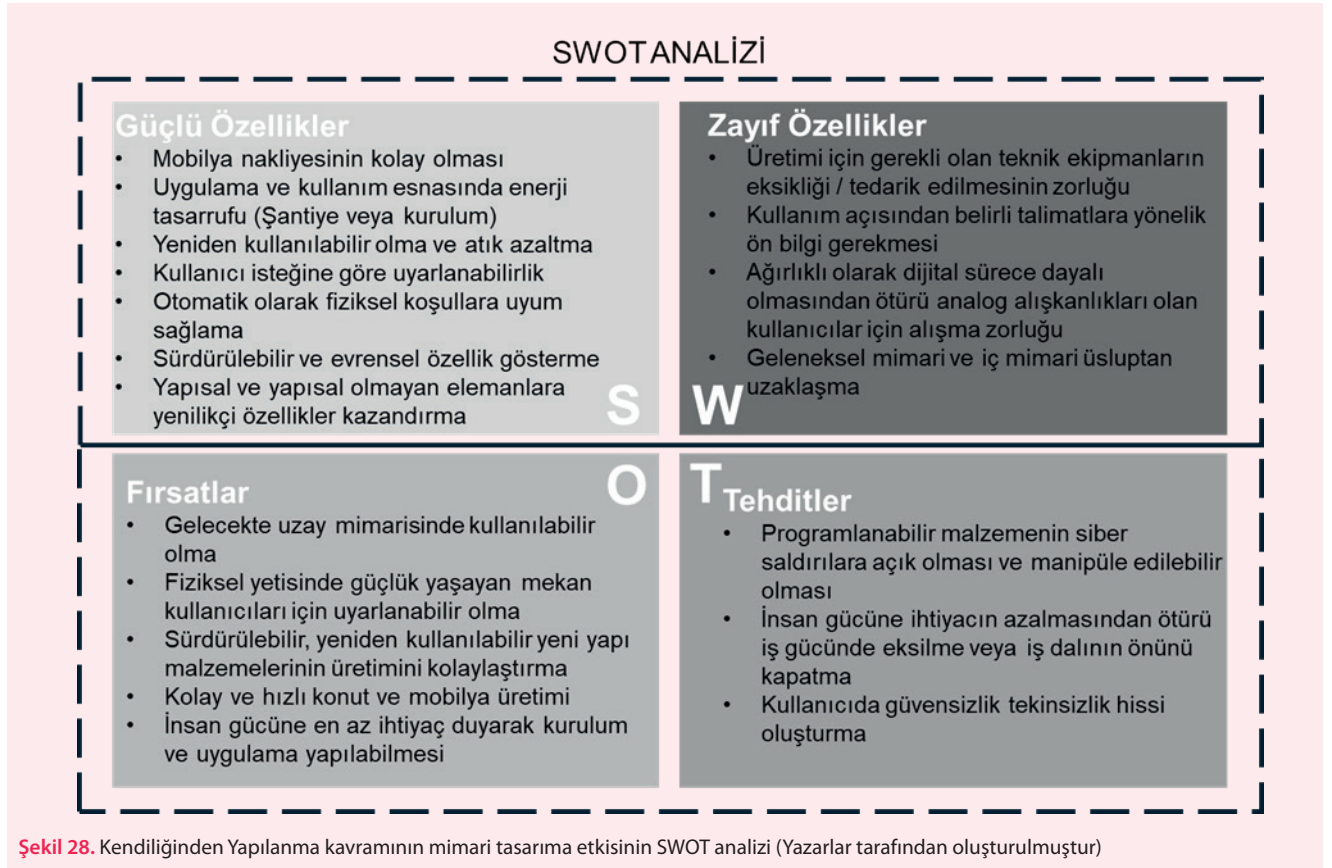 SWOT ANALİZİ
Güçlü Özellikler
• Mobilya nakliyesinin kolay olması
• Uygulama ve kullanım esnasında enerji
tasarrufu (Şantiye veya kurulum)
• Yeniden kullanılabilir olma ve atık azaltma
• Kullanıcı isteğine göre uyarlanabilirlik
• Otomatik olarak fiziksel koşullara uyum
sağlama
• Sürdürülebilir ve evrensel özellik gösterme
• Yapısal ve yapısal olmayan elemanlara
yenilikçi özellikler kazandırma
S
Zayıf Özellikler
• Üretimi için gerekli olan teknik ekipmanların
eksikliği / tedarik edilmesinin zorluğu
• Kullanım açısından belirli talimatlara yönelik
ön bilgi gerekmesi
• Ağırlıklı olarak dijital sürece dayalı
olmasından ötürü analog alışkanlıkları olan
kullanıcılar için alışma zorluğu
• Geleneksel mimari ve iç mimari üsluptan
uzaklaşma
W
Fırsatlar
O
• Gelecekte uzay mimarisinde kullanılabilir
olma
• Fiziksel yetisinde güçlük yaşayan mekan
kullanıcıları için uyarlanabilir olma
• Sürdürülebilir, yeniden kullanılabilir yeni yapı
malzemelerinin üretimini kolaylaştırma
• Kolay ve hızlı konut ve mobilya üretimi
• İnsan gücüne en az ihtiyaç duyarak kurulum
ve uygulama yapılabilmesi
T
Tehditler
• Programlanabilir malzemenin siber
saldırılara açık olması ve manipüle edilebilir
olması
• İnsan gücüne ihtiyacın azalmasından ötürü
iş gücünde eksilme veya iş dalının önünü
kapatma
• Kullanıcıda güvensizlik tekinsizlik hissi
oluşturma
Şekil 28. Kendiliğinden Yapılanma kavramının mimari tasarıma etkisinin SWOT analizi (Yazarlar tarafından oluşturulmuştur)